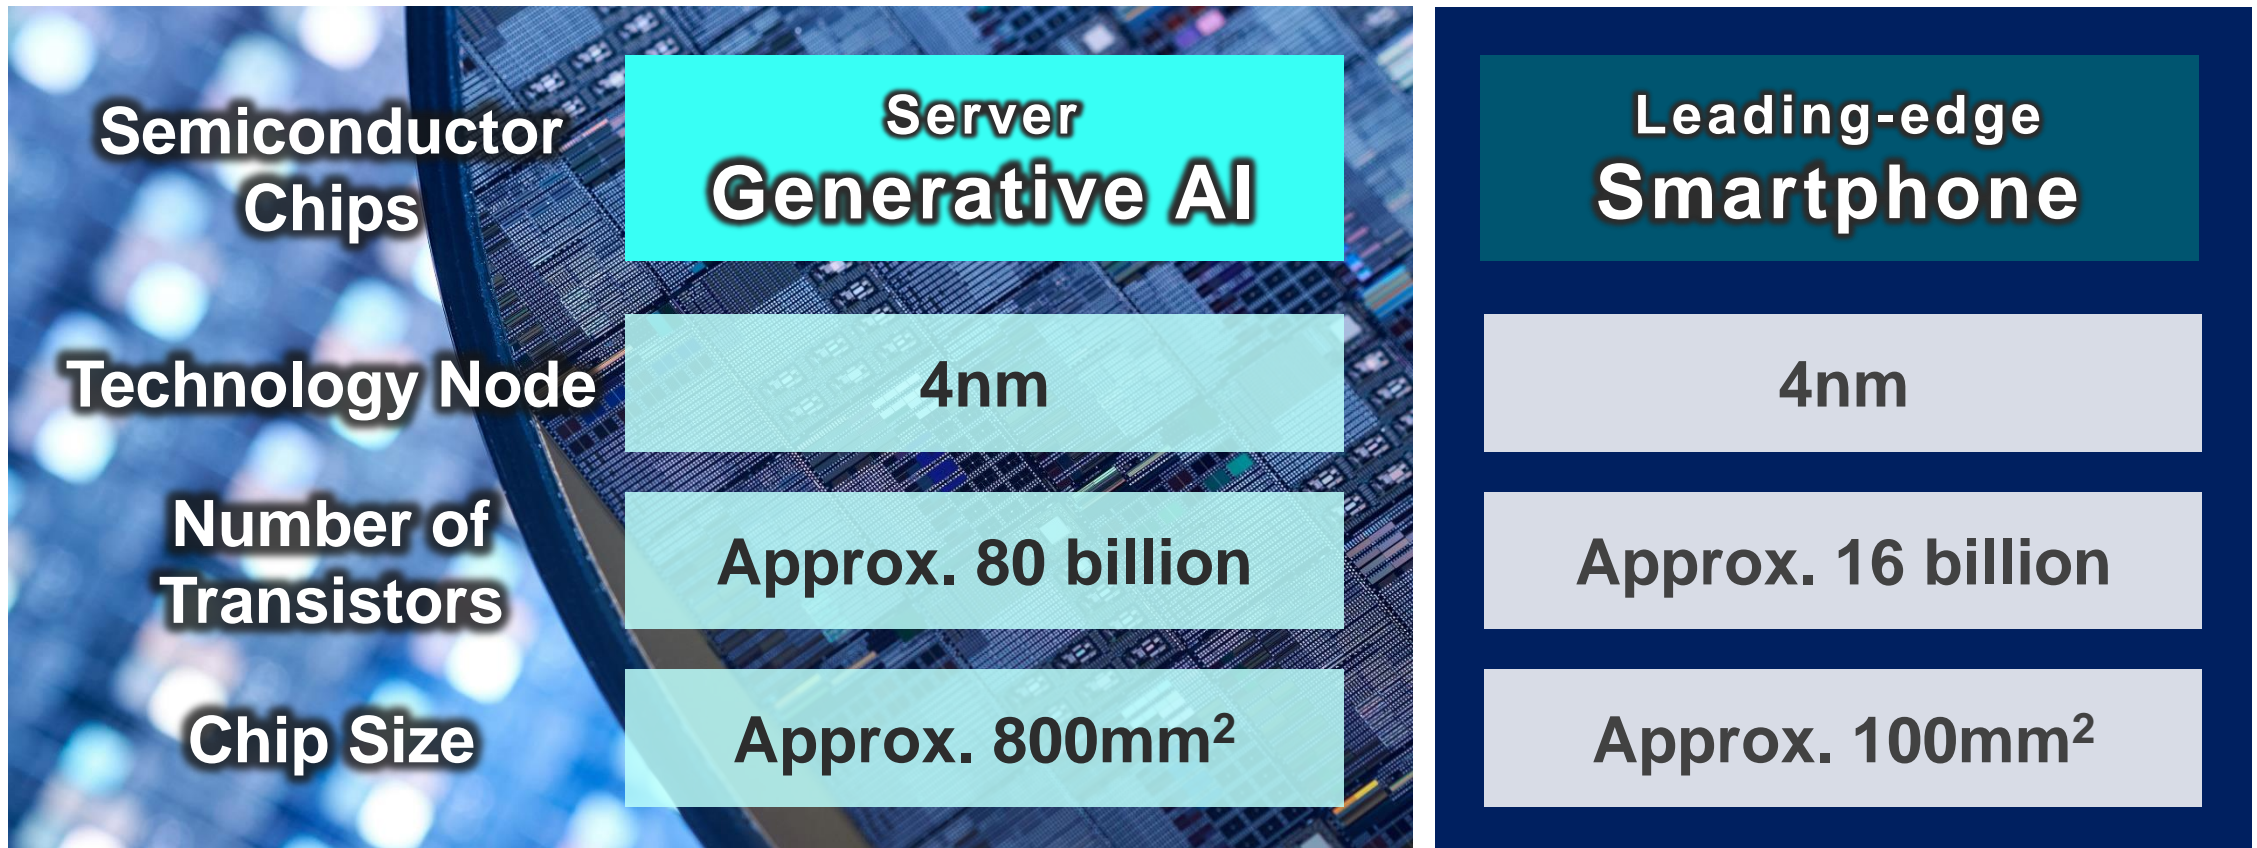 Semiconductor
Chips
Server
Generative AI
Leading-edge
Smartphone
Technology Node
4nm
4nm
Number of
Transistors
Approx. 80 billion
Approx. 16 billion
Chip Size
Approx. 800mm²
Approx. 100mm²